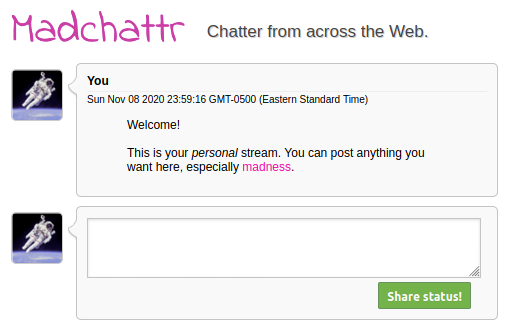 Madchattr
Chatter from across the Web.
You
Sun Nov 08 2020 23:59:16 GMT-0500 (Eastern Standard Time)
Welcome!
This is your personal stream. You can post anything you
want here, especially madness.
Share status!